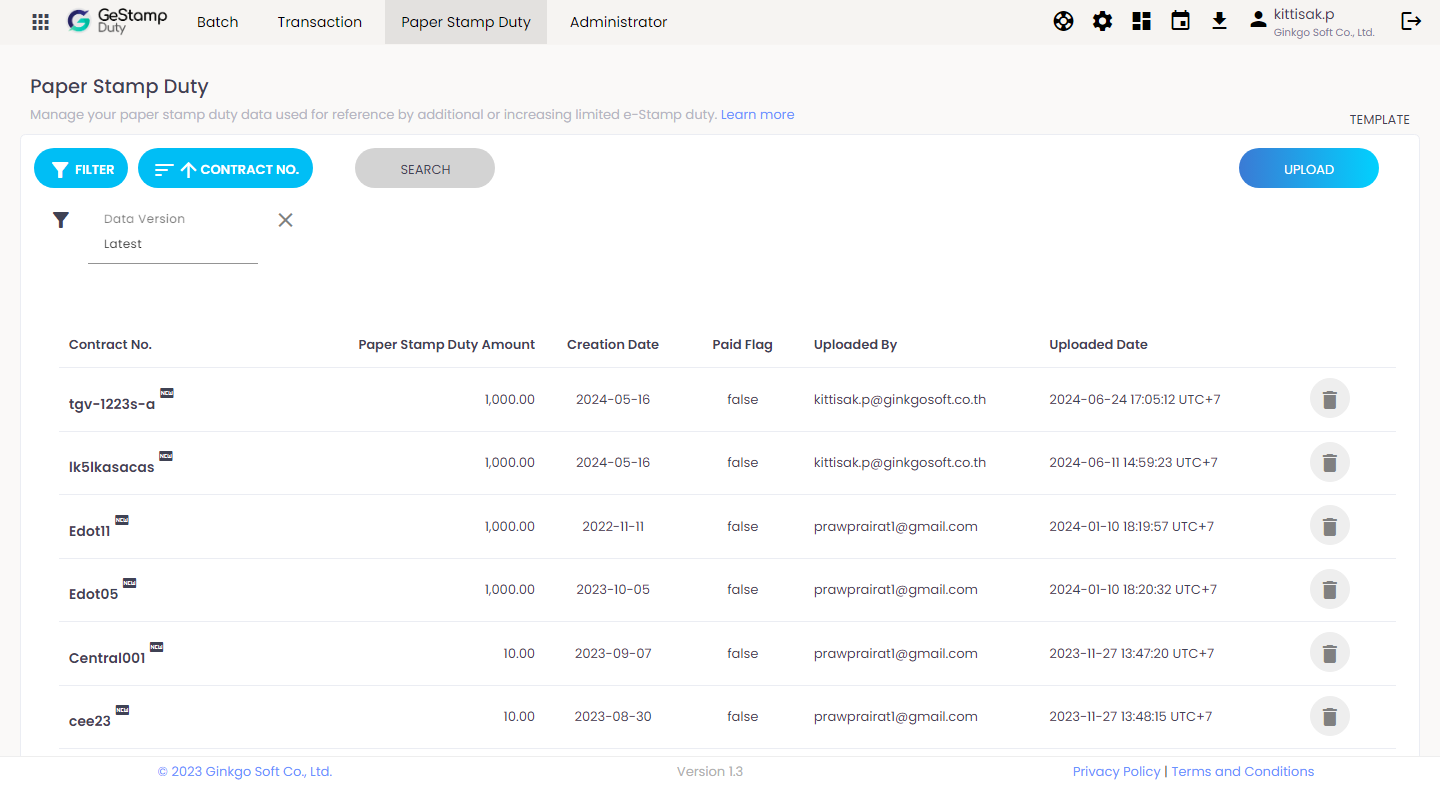 GeStamp
Duty
Batch
Transaction
Paper Stamp Duty
Administrator
kittisak.p
Ginkgo Soft Co., Ltd.
Paper Stamp Duty
Manage your paper stamp duty data used for reference by additional or increasing limited e-Stamp duty. Learn more
TEMPLATE
FILTER
CONTRACT NO.
SEARCH
UPLOAD
Data Version
Latest
Contract No. Paper Stamp Duty Amount Creation Date Paid Flag Uploaded By Uploaded Date
tgv-1223s-a NEW 1,000.00 2024-05-16 false kittisak.p@ginkgosoft.co.th 2024-06-24 17:05:12 UTC+7
lk5lkasacas NEW 1,000.00 2024-05-16 false kittisak.p@ginkgosoft.co.th 2024-06-11 14:59:23 UTC+7
Edot11 NEW 1,000.00 2022-11-11 false prawprairat1@gmail.com 2024-01-10 18:19:57 UTC+7
Edot05 NEW 1,000.00 2023-10-05 false prawprairat1@gmail.com 2024-01-10 18:20:32 UTC+7
Central001 NEW 10.00 2023-09-07 false prawprairat1@gmail.com 2023-11-27 13:47:20 UTC+7
cee23 NEW 10.00 2023-08-30 false prawprairat1@gmail.com 2023-11-27 13:48:15 UTC+7
© 2023 Ginkgo Soft Co., Ltd.
Version 1.3
Privacy Policy | Terms and Conditions